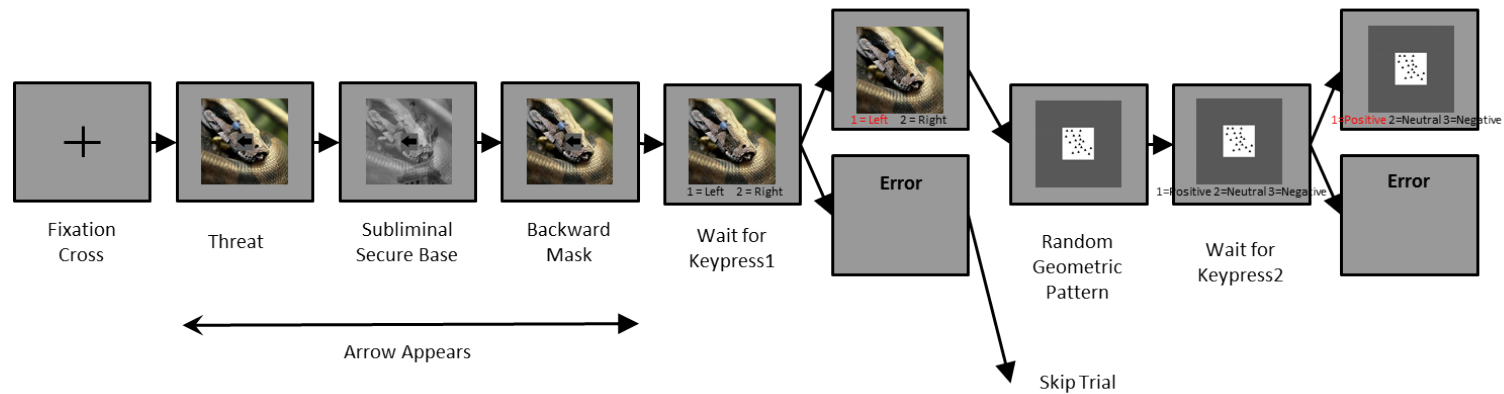 1 = Left 2 = Right
Error
1=Positive 2=Neutral 3=Negative
1=Positive 2=Neutral 3=Negative
Error
1 = Left 2 = Right
Fixation
Cross
Threat
Subliminal
Secure Base
Backward
Mask
Wait for
Keypress1
Random
Geometric
Pattern
Wait for
Keypress2
Arrow Appears
Skip Trial